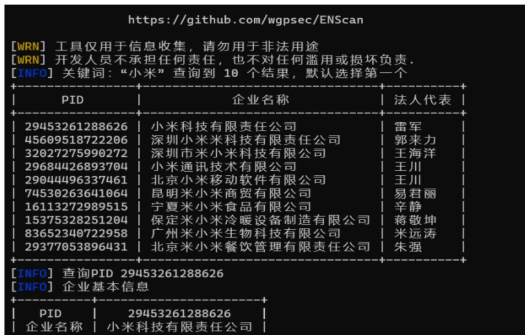 https://github.com/wgpsec/ENScan
[WRN] 工具仅用于信息收集，请勿用于非法用途
[WRN] 开发人员不承担任何责任，也不对任何滥用或损坏负责.
[INFO] 关键词：“小米” 查询到 10 个结果，默认选择第一个
| PID | 企业名称 | 法人代表 |
| 29453261288626 | 小米科技有限责任公司 | 雷军 |
| 45609518722206 | 深圳小米米科技有限责任公司 | 郭来力 |
| 32027275990272 | 深圳市米小米科技有限公司 | 王海洋 |
| 29684426893704 | 小米通讯技术有限公司 | 王川 |
| 29044496337461 | 北京小米移动软件有限公司 | 王川 |
| 74530263641064 | 昆明米小米商贸有限公司 | 易君丽 |
| 16113272989515 | 宁夏米小米食品有限公司 | 辛静 |
| 15375328251204 | 保定米小米冷暖设备制造有限公司 | 蒋敬坤 |
| 83652340722958 | 广州米小米生物科技有限公司 | 米远涛 |
| 29377053896431 | 北京米小米餐饮管理有限责任公司 | 朱强 |
[INFO] 查询PID 29453261288626
[INFO] 企业基本信息
| PID | 29453261288626 |
| 企业名称 | 小米科技有限责任公司 |